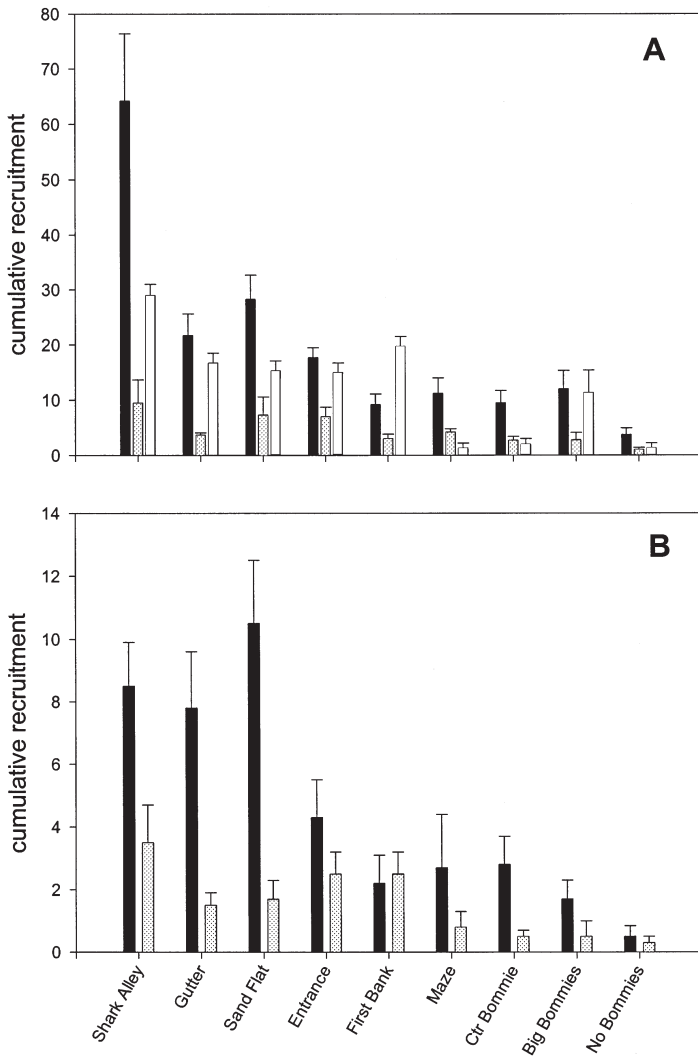 A
80
70
60
50
40
30
20
10
0
cumulative recruitment
B
14
12
10
8
6
4
2
0
cumulative recruitment
Shark Alley
Gutter
Sand Flat
Entrance
First Bank
Maze
Ctr Bommie
Big Bommies
No Bommies